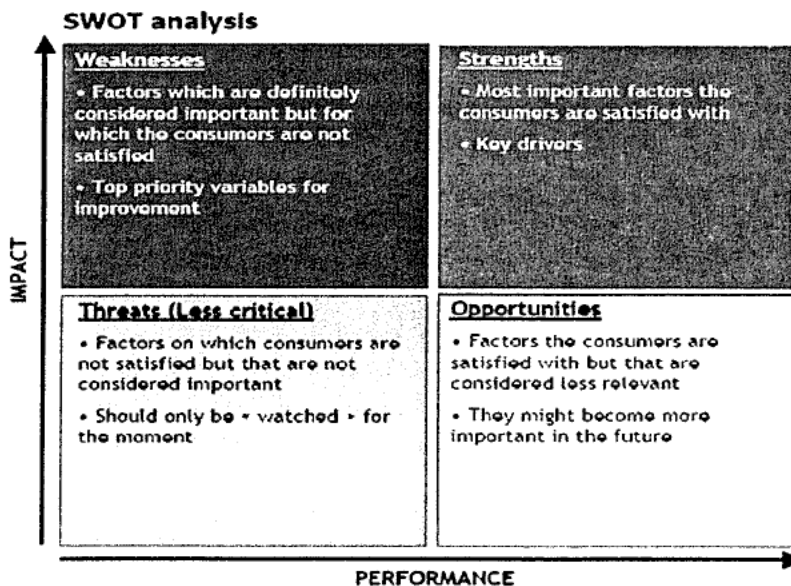 SWOT analysis
Weaknesses
• Factors which are definitely
considered important but for
which the consumers are not
satisfied
• Top priority variables for
improvement
Strengths
• Most important factors the
consumers are satisfied with
• Key drivers
IMPACT
Threats (Less critical)
• Factors on which consumers are
not satisfied but that are not
considered important
• Should only be « watched » for
the moment
Opportunities
• Factors the consumers are
satisfied with but that are
considered less relevant
• They might become more
important in the future
PERFORMANCE